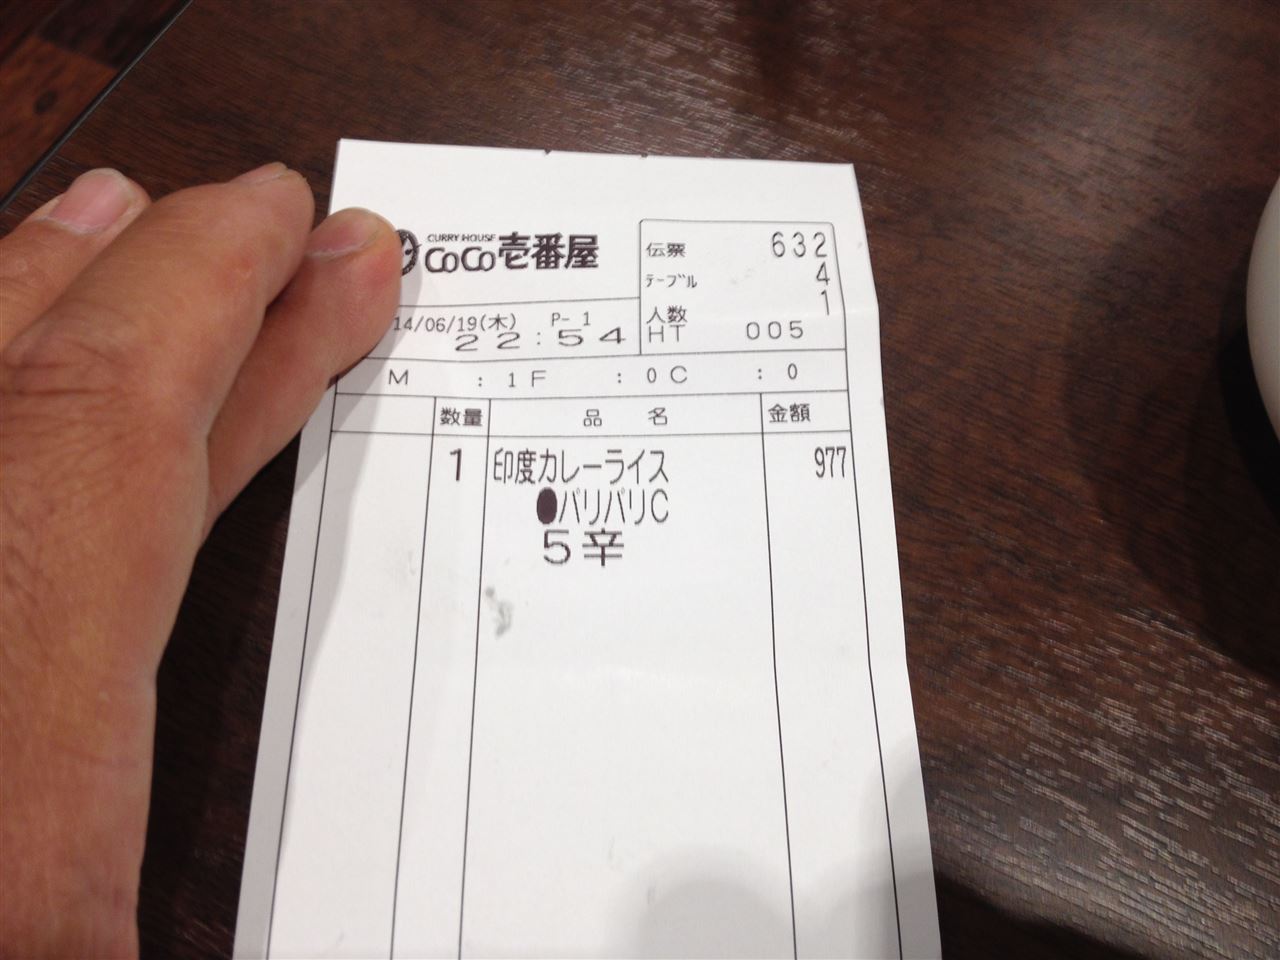 CURRY HOUSE
CoCo壱番屋
伝票 632
テーブル 4
人数 1
HT 005
14/06/19(木) P- 1
22:54
M : 1 F : 0 C : 0
数量 品 名 金額
1 印度カレーライス 977
●パリパリC
5辛